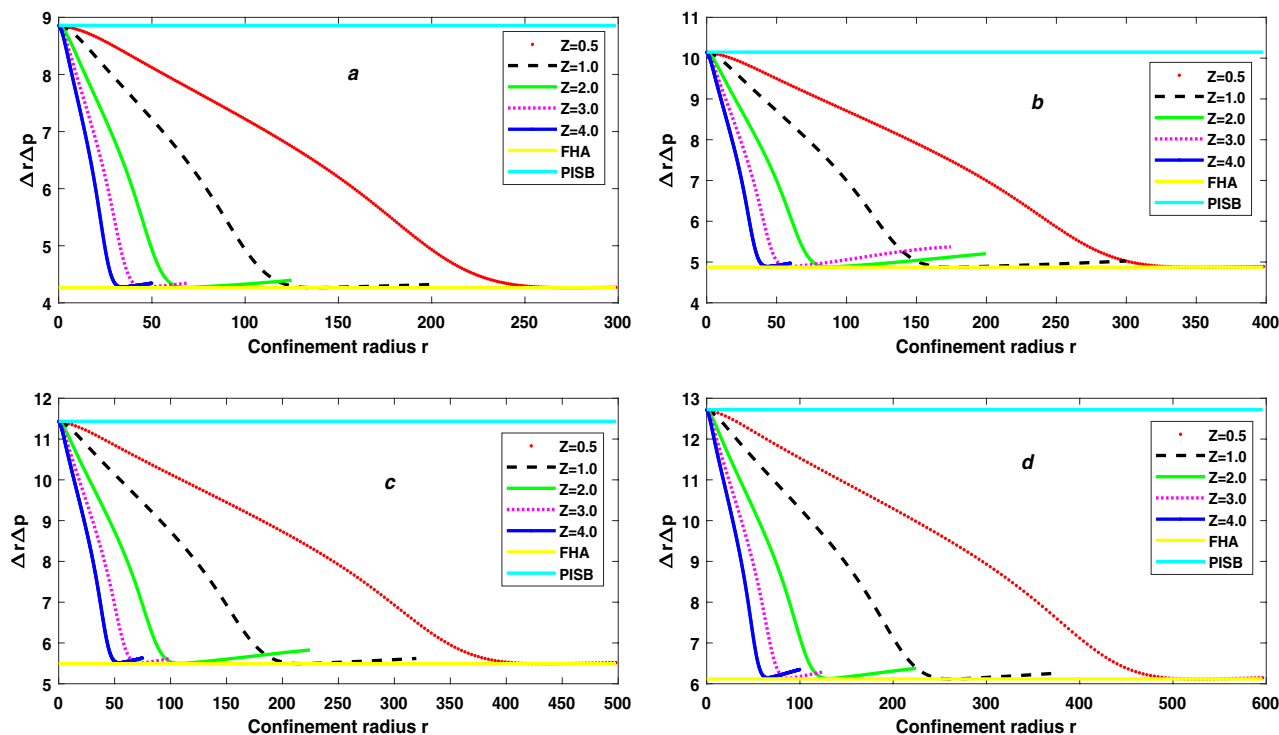 a
ΔrΔp
9
8
7
6
5
4
0
50
100
150
200
250
300
Confinement radius r
Z=0.5
Z=1.0
Z=2.0
Z=3.0
Z=4.0
FHA
PISB
b
ΔrΔp
11
10
9
8
7
6
5
4
0
50
100
150
200
250
300
350
400
Confinement radius r
Z=0.5
Z=1.0
Z=2.0
Z=3.0
Z=4.0
FHA
PISB
c
ΔrΔp
12
11
10
9
8
7
6
5
0
50
100
150
200
250
300
350
400
450
500
Confinement radius r
Z=0.5
Z=1.0
Z=2.0
Z=3.0
Z=4.0
FHA
PISB
d
ΔrΔp
13
12
11
10
9
8
7
6
0
100
200
300
400
500
600
Confinement radius r
Z=0.5
Z=1.0
Z=2.0
Z=3.0
Z=4.0
FHA
PISB